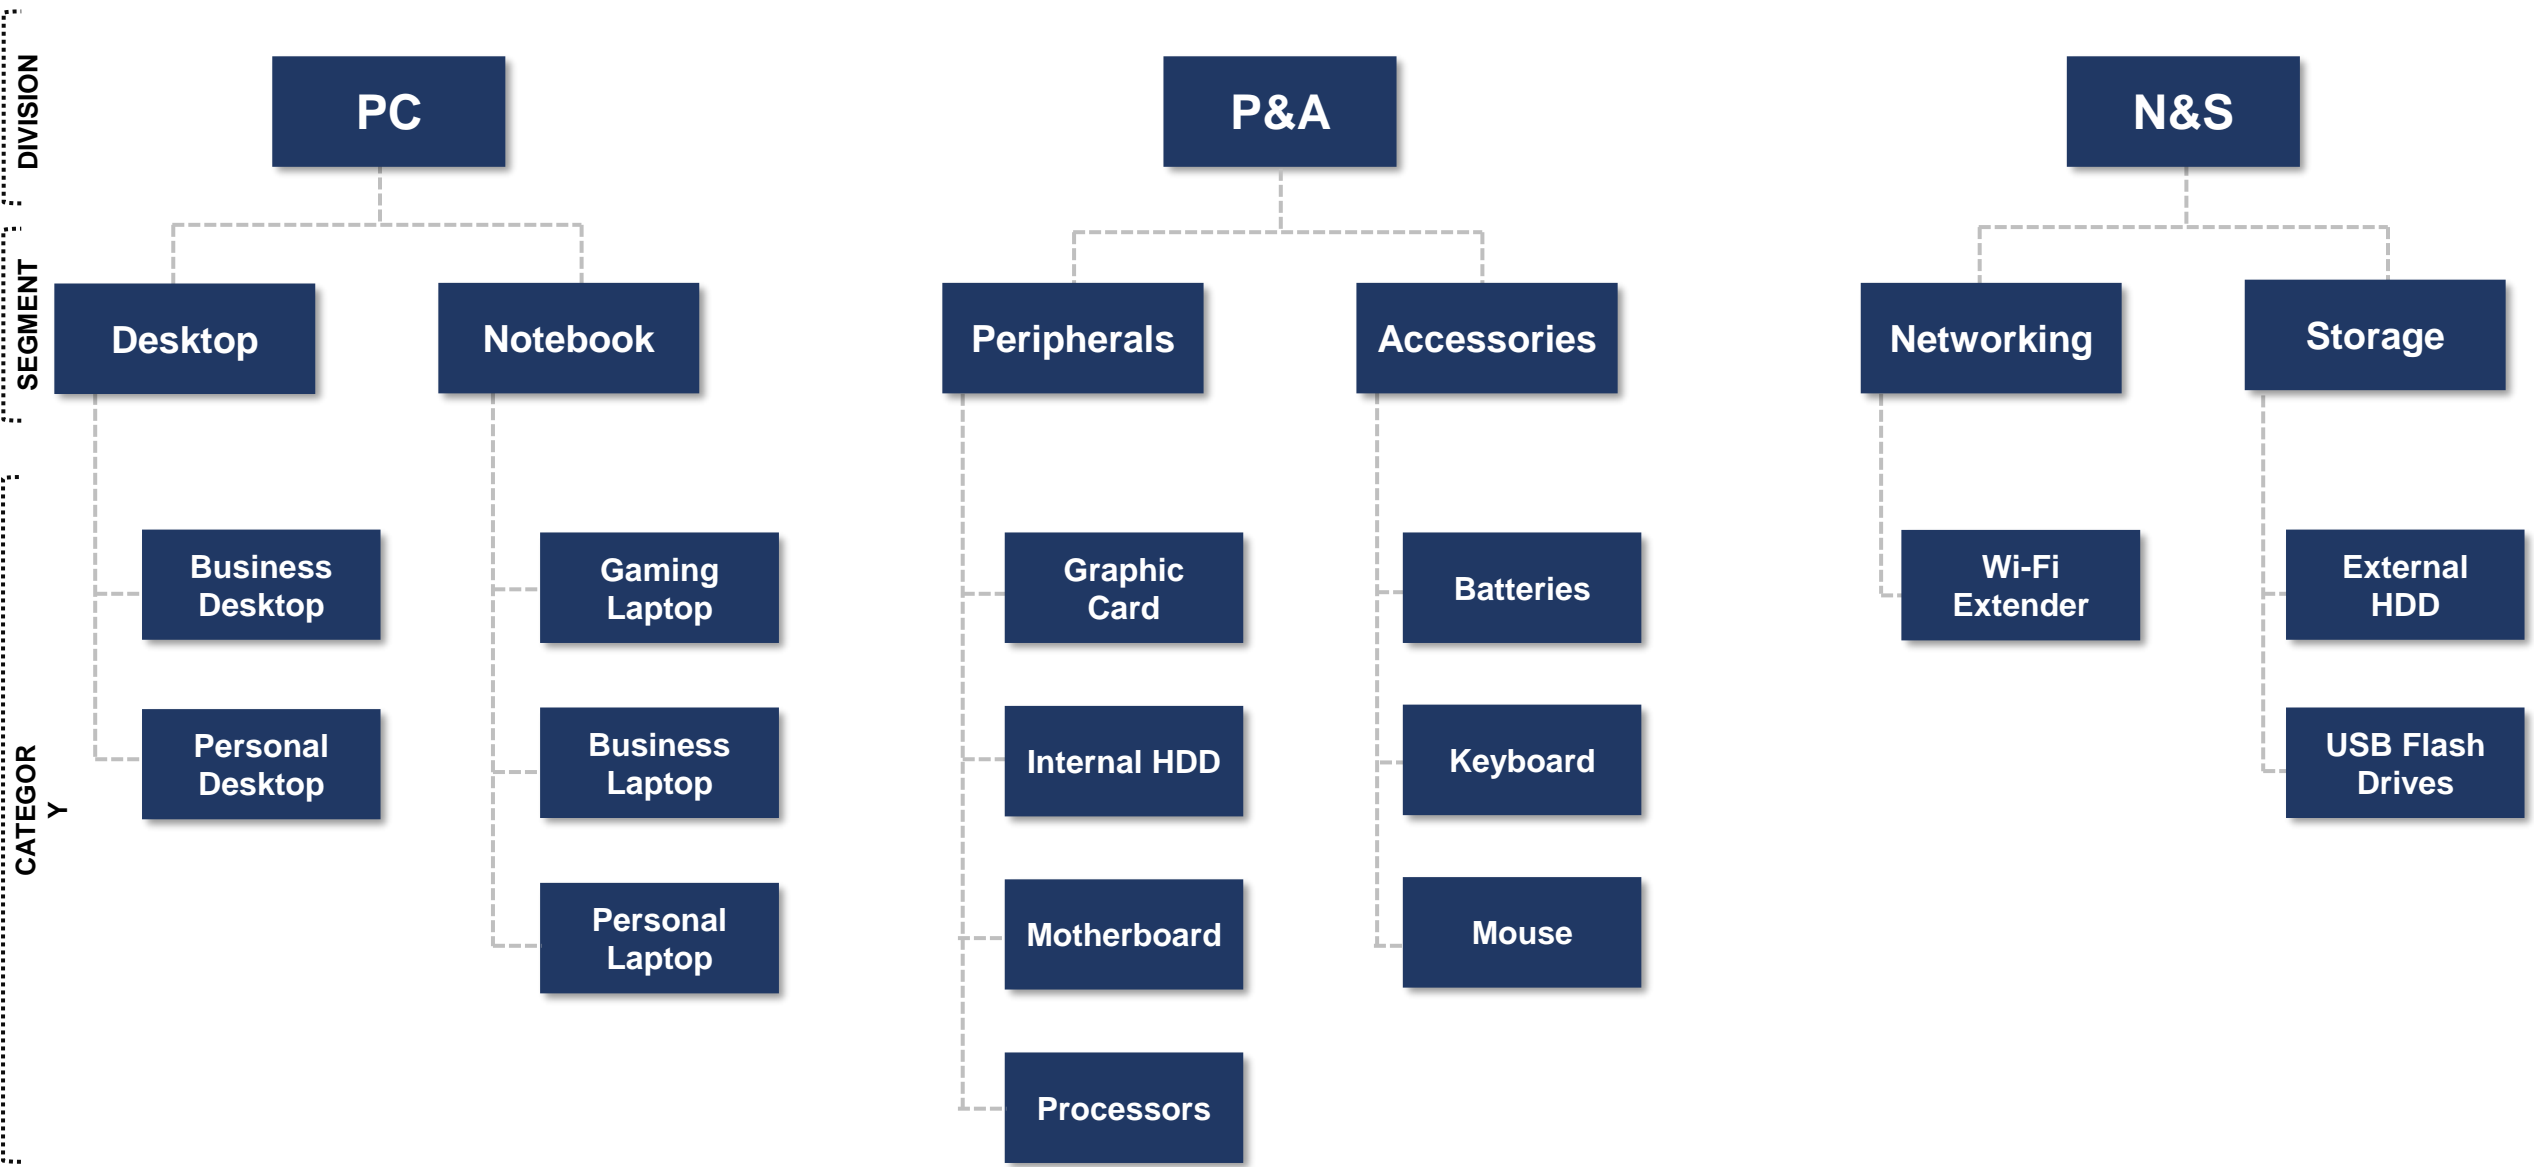 DIVISION
PC
P&A
N&S
SEGMENT
Desktop
Notebook
Peripherals
Accessories
Networking
Storage
CATEGOR
Y
Business
Desktop
Personal
Desktop
Gaming
Laptop
Business
Laptop
Personal
Laptop
Graphic
Card
Internal HDD
Motherboard
Processors
Batteries
Keyboard
Mouse
Wi-Fi
Extender
External
HDD
USB Flash
Drives